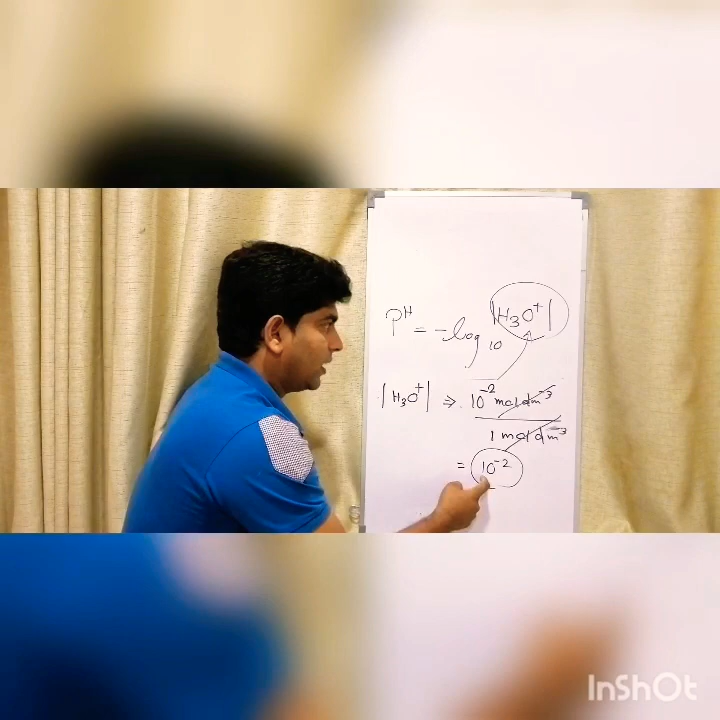 pH = -log10 |H3O+|
|H3O+| ⇒ 10^-2 mol dm^-3
1 mol dm^-3
= 10^-2
InShOt